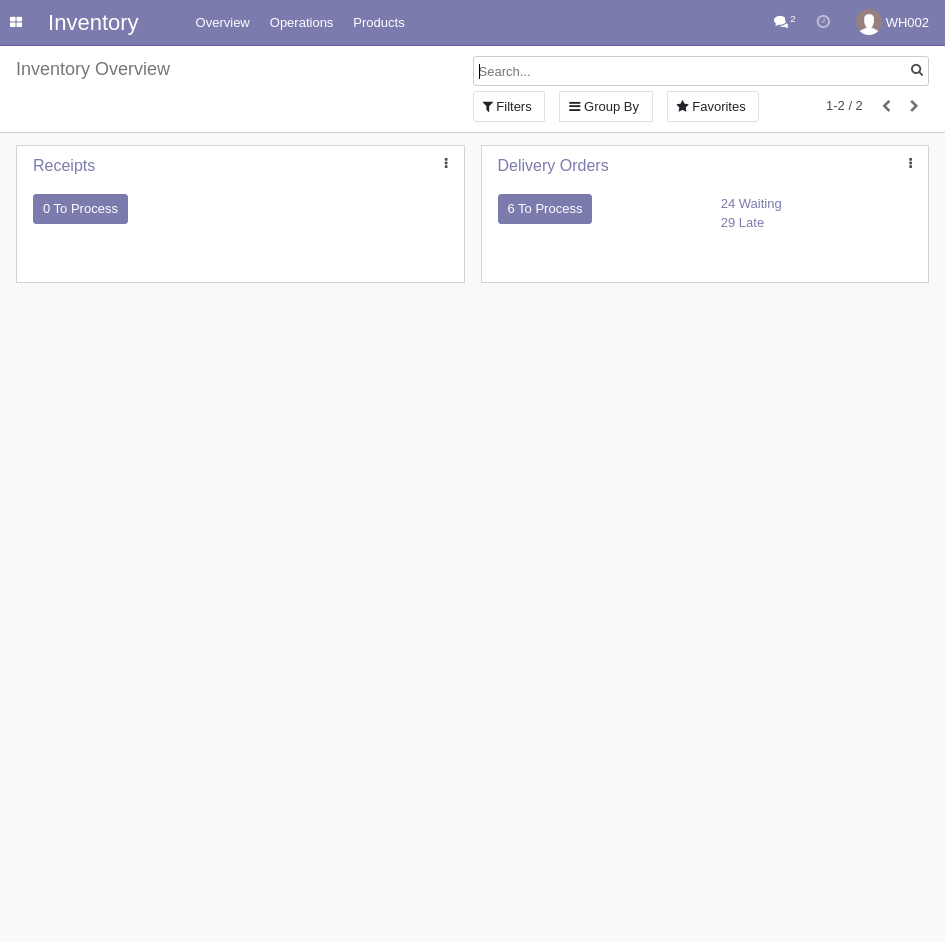 Inventory Overview Operations Products 2 WH002
Inventory Overview
Search...
Filters Group By Favorites 1-2 / 2
Receipts
0 To Process
Delivery Orders
6 To Process
24 Waiting
29 Late